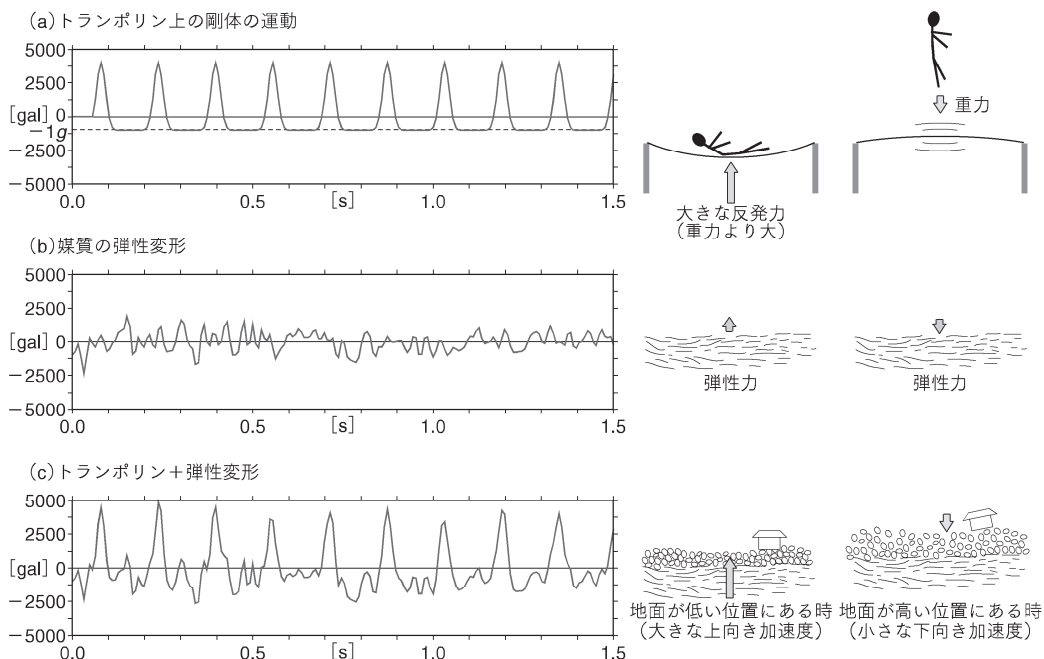 (a)トランポリン上の剛体の運動
5000
2500
[gal] 0
−1g
−2500
−5000
0.0 0.5 [s] 1.0 1.5
重力
大きな反発力
(重力より大)
(b)媒質の弾性変形
5000
2500
[gal] 0
−2500
−5000
0.0 0.5 [s] 1.0 1.5
弾性力 弾性力
(c)トランポリン＋弾性変形
5000
2500
[gal] 0
−2500
−5000
0.0 0.5 [s] 1.0 1.5
地面が低い位置にある時
(大きな上向き加速度)
地面が高い位置にある時
(小さな下向き加速度)